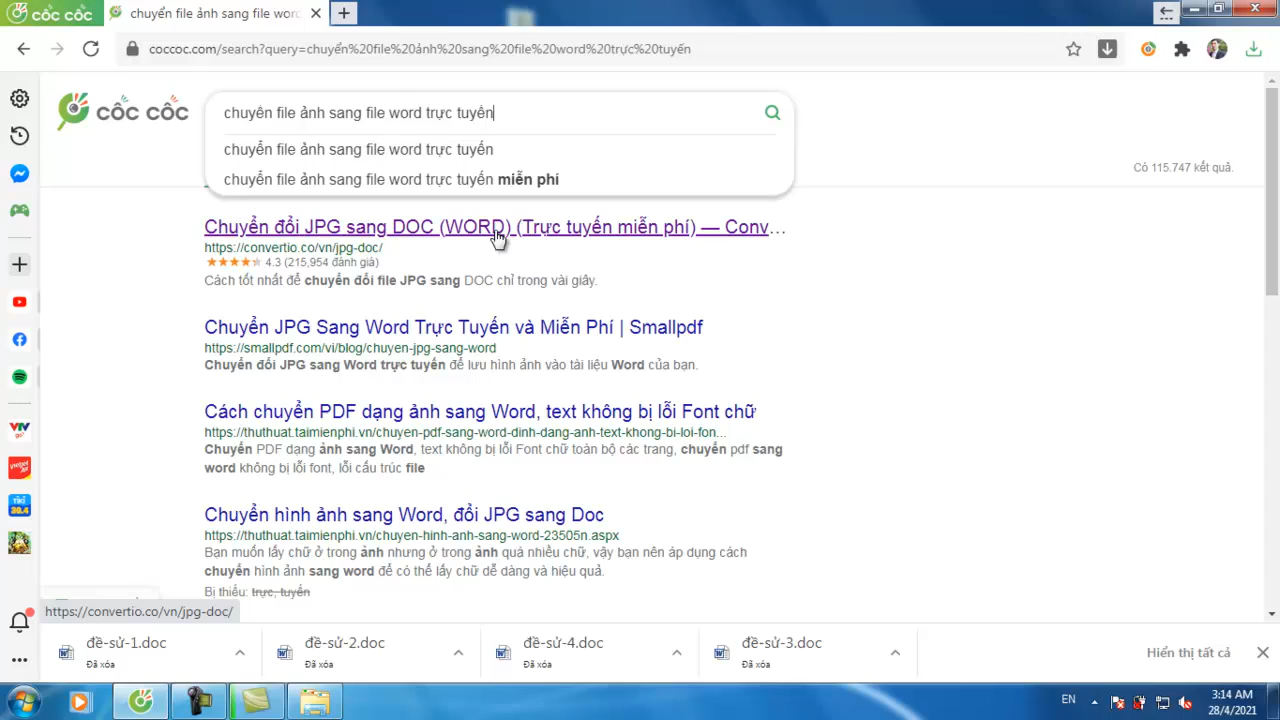 cốc cốc
chuyển file ảnh sang file word
coccoc.com/search?query=chuyển%20file%20ảnh%20sang%20file%20word%20trực%20tuyến
cốc cốc
chuyển file ảnh sang file word trực tuyến
chuyển file ảnh sang file word trực tuyến
chuyển file ảnh sang file word trực tuyến miễn phí
Có 115.747 kết quả.
Chuyển đổi JPG sang DOC (WORD) (Trực tuyến miễn phí) — Conv...
https://convertio.co/vn/jpg-doc/
4.3 (215,954 đánh giá)
Cách tốt nhất để chuyển đổi file JPG sang DOC chỉ trong vài giây.
Chuyển JPG Sang Word Trực Tuyến và Miễn Phí | Smallpdf
https://smallpdf.com/vi/blog/chuyen-jpg-sang-word
Chuyển đổi JPG sang Word trực tuyến để lưu hình ảnh vào tài liệu Word của bạn.
Cách chuyển PDF dạng ảnh sang Word, text không bị lỗi Font chữ
https://thuthuat.taimienphi.vn/chuyen-pdf-sang-word-dinh-dang-anh-text-khong-bi-loi-fon...
Chuyển PDF dạng ảnh sang Word, text không bị lỗi Font chữ toàn bộ các trang, chuyển pdf sang
word không bị lỗi font, lỗi cấu trúc file
Chuyển hình ảnh sang Word, đổi JPG sang Doc
https://thuthuat.taimienphi.vn/chuyen-hinh-anh-sang-word-23505n.aspx
Bạn muốn lấy chữ ở trong ảnh nhưng ở trong ảnh quá nhiều chữ, vậy bạn nên áp dụng cách
chuyển hình ảnh sang word để có thể lấy chữ dễ dàng và hiệu quả.
Bị thiếu: trực, tuyến
https://convertio.co/vn/jpg-doc/
VTV
go!
TIKI
30.4
đề-sử-1.doc
Đã xóa
đề-sử-2.doc
Đã xóa
đề-sử-4.doc
Đã xóa
đề-sử-3.doc
Đã xóa
Hiển thị tất cả
EN
3:14 AM
28/4/2021